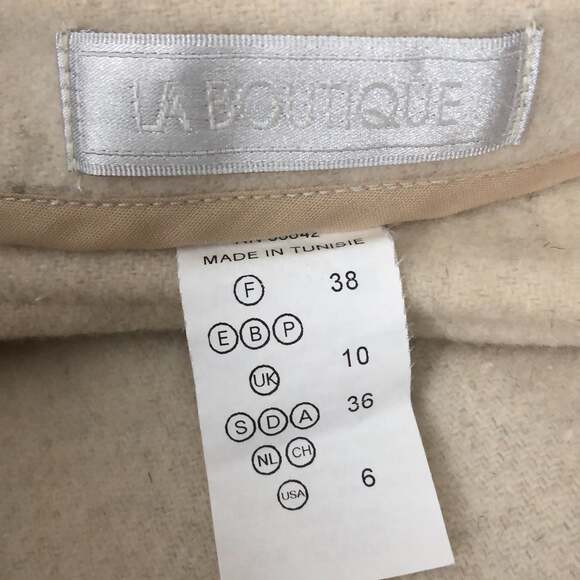 LA BOUTIQUE
MADE IN TUNISIE
F 38
E B P
UK 10
S D A 36
NL CH
USA 6